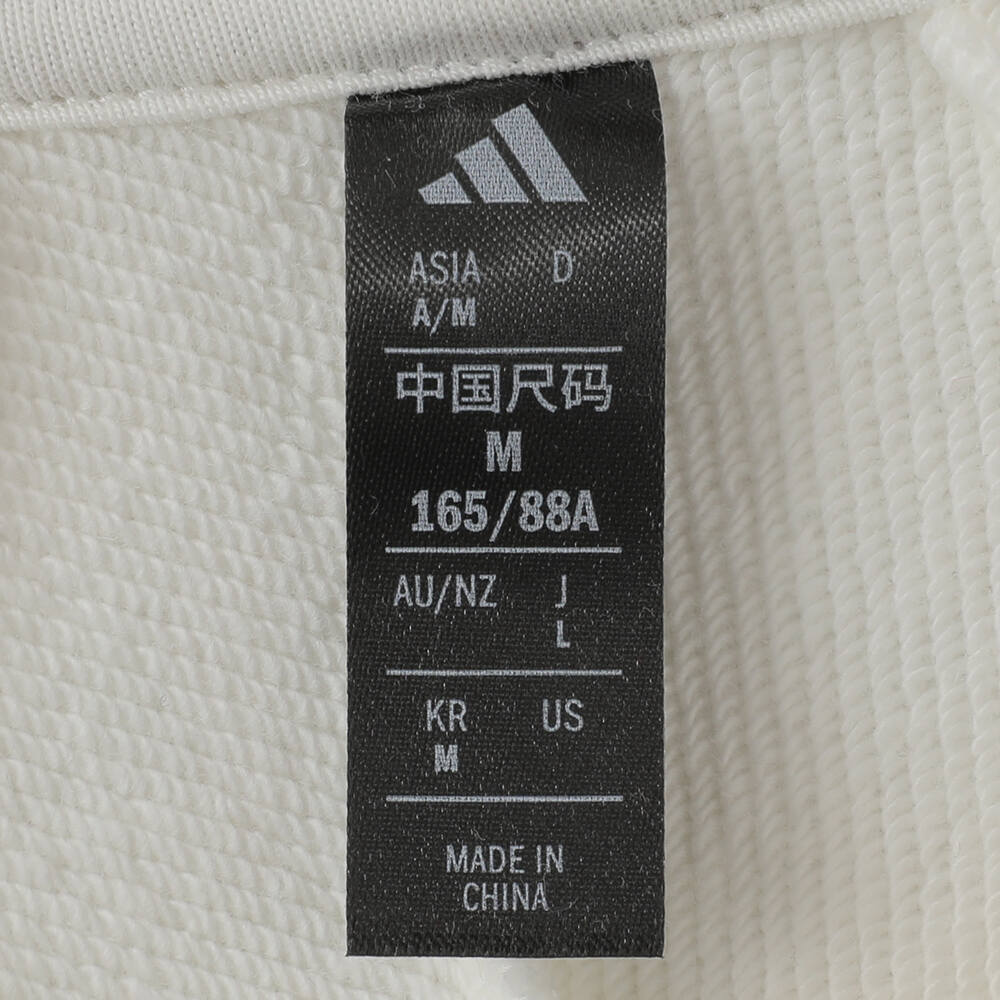 ASIA D
A/M
中国尺码
M
165/88A
AU/NZ J
L
KR US
M
MADE IN
CHINA